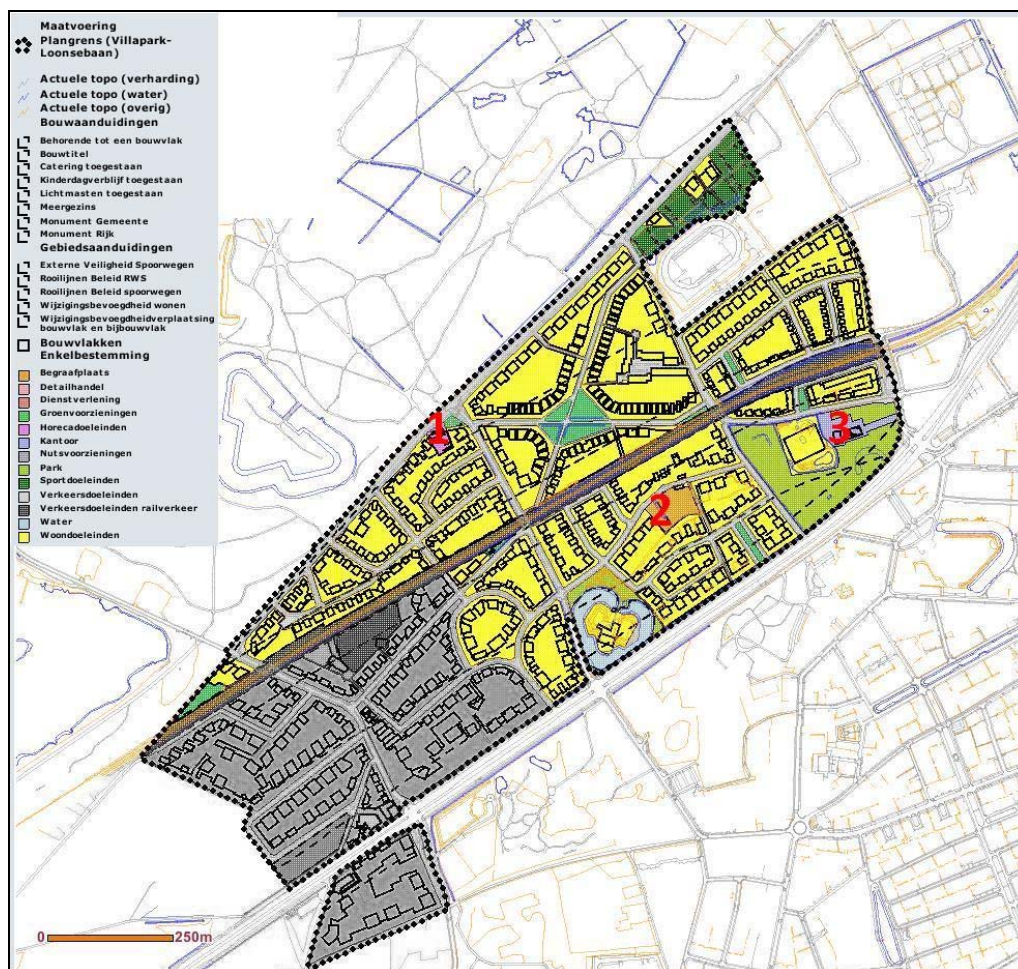 Maatvoering
Plangrens (Villapark-
Loonsebaan)
Actuele topo (verharding)
Actuele topo (water)
Actuele topo (overig)
Bouwaanduidingen
Behorende tot een bouwvlak
Bouwtitel
Catering toegestaan
Kinderdagverblijf toegestaan
Lichtmasten toegestaan
Meergezins
Monument Gemeente
Monument Rijk
Gebiedsaanduidingen
Externe Veiligheid Spoorwegen
Rooilijnen Beleid RWS
Rooilijnen Beleid spoorwegen
Wijzigingsbevoegdheid wonen
Wijzigingsbevoegdheidverplaatsing
bouwvlak en bijbouwvlak
Bouwvlakken
Enkelbestemming
Begraafplaats
Detailhandel
Dienstverlening
Groenvoorzieningen
Horecadoeleinden
Kantoor
Nutsvoorzieningen
Park
Sportdoeleinden
Verkeersdoeleinden
Verkeersdoeleinden railverkeer
Water
Woondoeleinden
1
3
2
0 250m